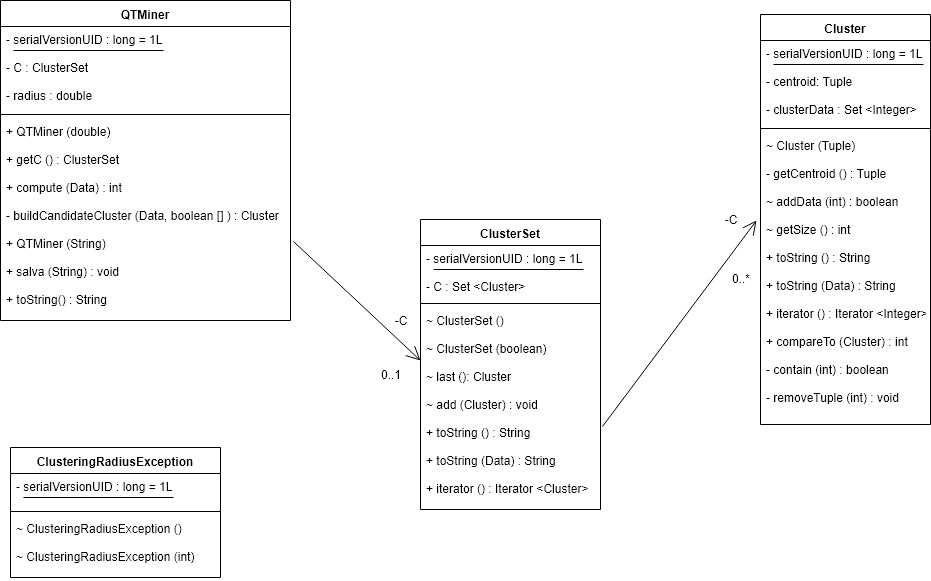 QTMiner
- serialVersionUID : long = 1L
- C : ClusterSet
- radius : double
+ QTMiner (double)
+ getC () : ClusterSet
+ compute (Data) : int
- buildCandidateCluster (Data, boolean [] ) : Cluster
+ QTMiner (String)
+ salva (String) : void
+ toString() : String
-C
0..1
ClusterSet
- serialVersionUID : long = 1L
- C : Set <Cluster>
~ ClusterSet ()
~ ClusterSet (boolean)
~ last (): Cluster
~ add (Cluster) : void
+ toString () : String
+ toString (Data) : String
+ iterator () : Iterator <Cluster>
-C
0..*
Cluster
- serialVersionUID : long = 1L
- centroid: Tuple
- clusterData : Set <Integer>
~ Cluster (Tuple)
- getCentroid () : Tuple
~ addData (int) : boolean
~ getSize () : int
+ toString () : String
+ toString (Data) : String
+ iterator () : Iterator <Integer>
+ compareTo (Cluster) : int
- contain (int) : boolean
- removeTuple (int) : void
ClusteringRadiusException
- serialVersionUID : long = 1L
~ ClusteringRadiusException ()
~ ClusteringRadiusException (int)